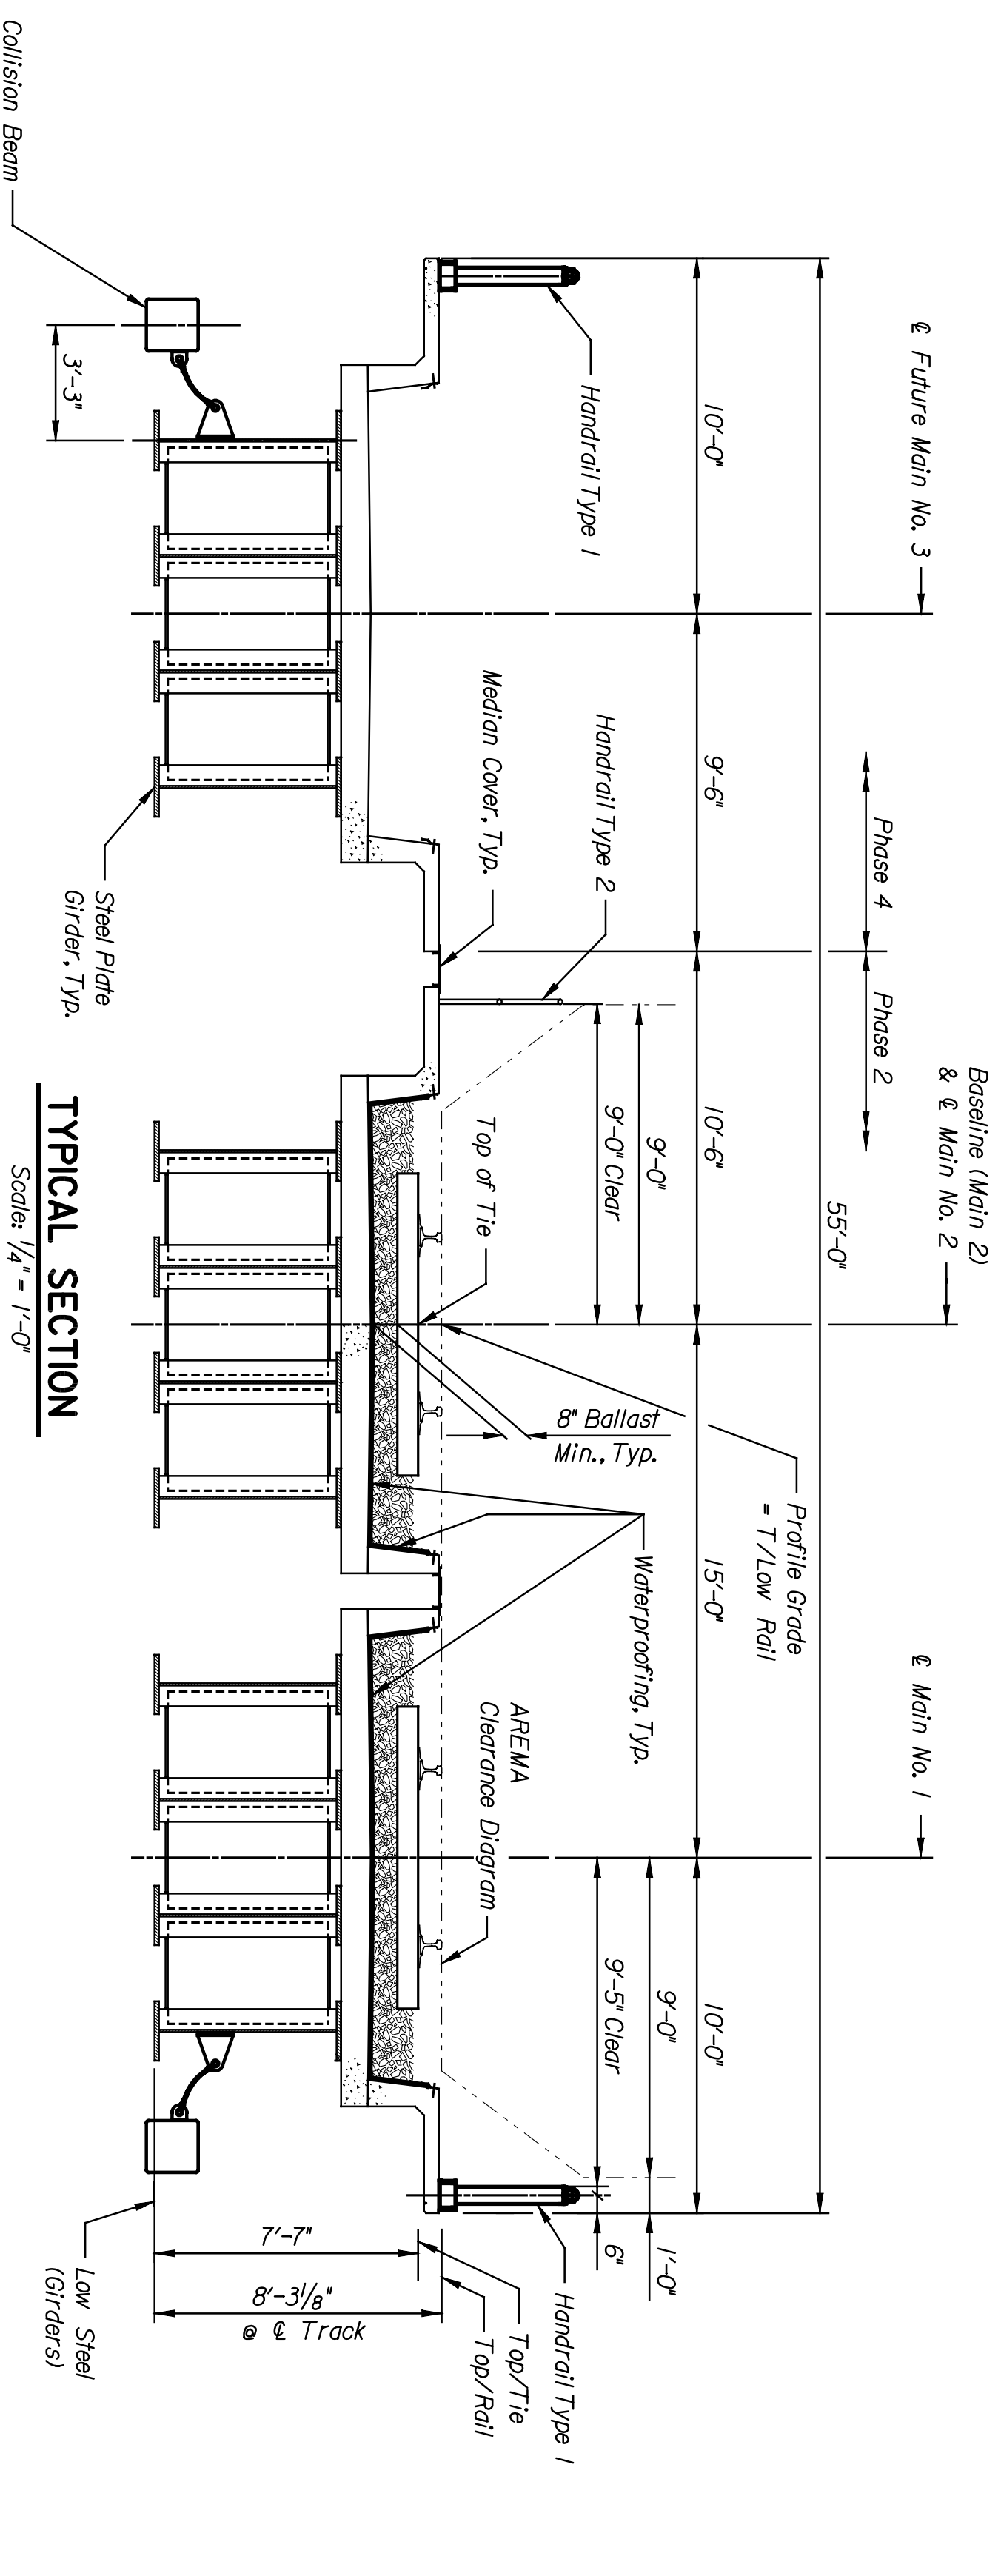 Baseline (Main 2)
& ℄ Main No. 2
℄ Future Main No. 3
℄ Main No. 1
Phase 4
Phase 2
55'-0"
10'-0"
9'-6"
10'-6"
15'-0"
10'-0"
Profile Grade
= T/Low Rail
9'-0"
9'-0"
1'-0"
9'-0" Clear
9'-5" Clear
6"
Handrail Type 1
Handrail Type 2
8" Ballast
Min., Typ.
Waterproofing, Typ.
Handrail Type 1
Median Cover, Typ.
Top of Tie
AREMA
Clearance Diagram
Top/Tie
Top/Rail
7'-7"
8'-3 1/8"
@ ℄ Track
3'-3"
Steel Plate
Girder, Typ.
Low Steel
(Girders)
Collision Beam
TYPICAL SECTION
Scale: 1/4" = 1'-0"